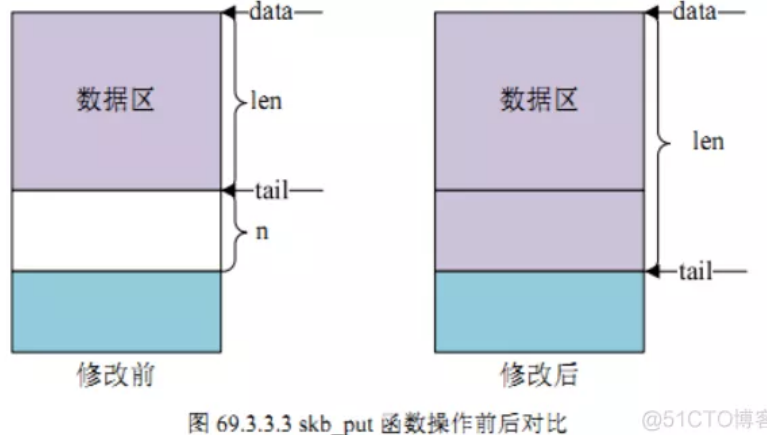 data
数据区
len
tail
n
修改前
data
数据区
len
tail
修改后
图 69.3.3.3 skb_put 函数操作前后对比
@51CTO博客